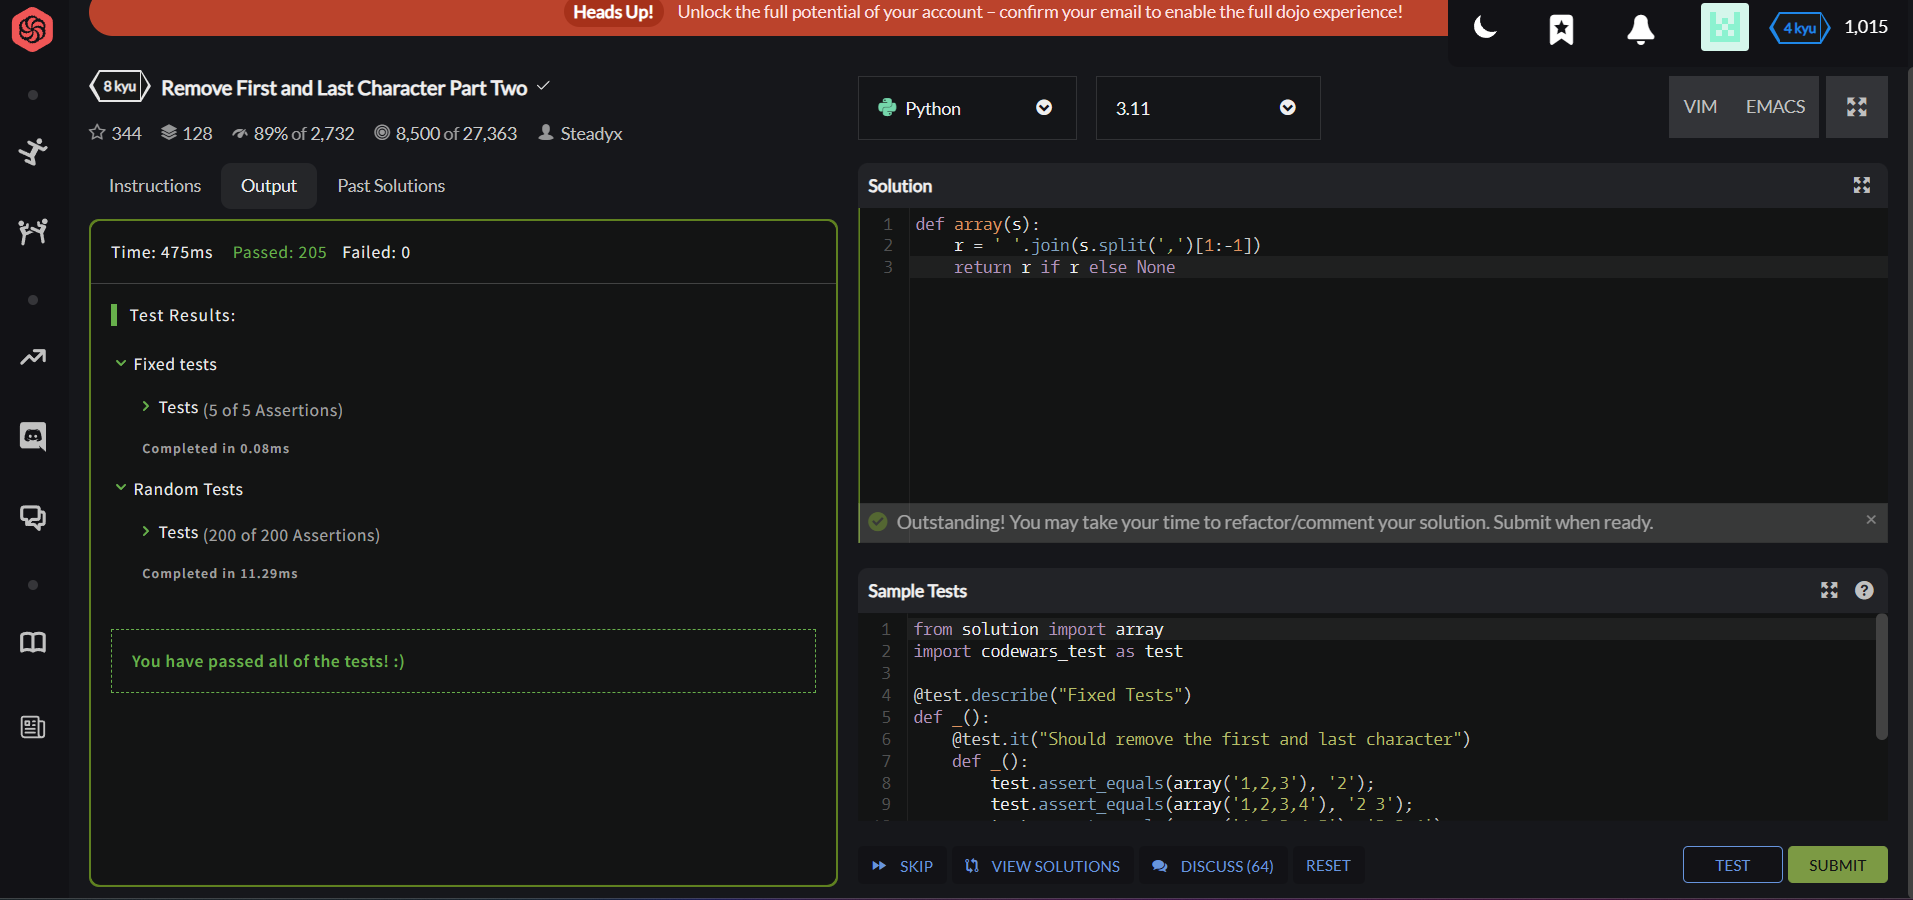 Heads Up! Unlock the full potential of your account – confirm your email to enable the full dojo experience!
4 kyu 1,015
8 kyu Remove First and Last Character Part Two
344 128 89% of 2,732 8,500 of 27,363 Steadyx
Instructions Output Past Solutions
Time: 475ms Passed: 205 Failed: 0
Test Results:
Fixed tests
Tests (5 of 5 Assertions)
Completed in 0.08ms
Random Tests
Tests (200 of 200 Assertions)
Completed in 11.29ms
You have passed all of the tests! :)
Python 3.11 VIM EMACS
Solution
1 def array(s):
2     r = ' '.join(s.split(',')[1:-1])
3     return r if r else None
Outstanding! You may take your time to refactor/comment your solution. Submit when ready. ×
Sample Tests
1 from solution import array
2 import codewars_test as test
3
4 @test.describe("Fixed Tests")
5 def _():
6     @test.it("Should remove the first and last character")
7     def _():
8         test.assert_equals(array('1,2,3'), '2');
9         test.assert_equals(array('1,2,3,4'), '2 3');
SKIP VIEW SOLUTIONS DISCUSS (64) RESET TEST SUBMIT